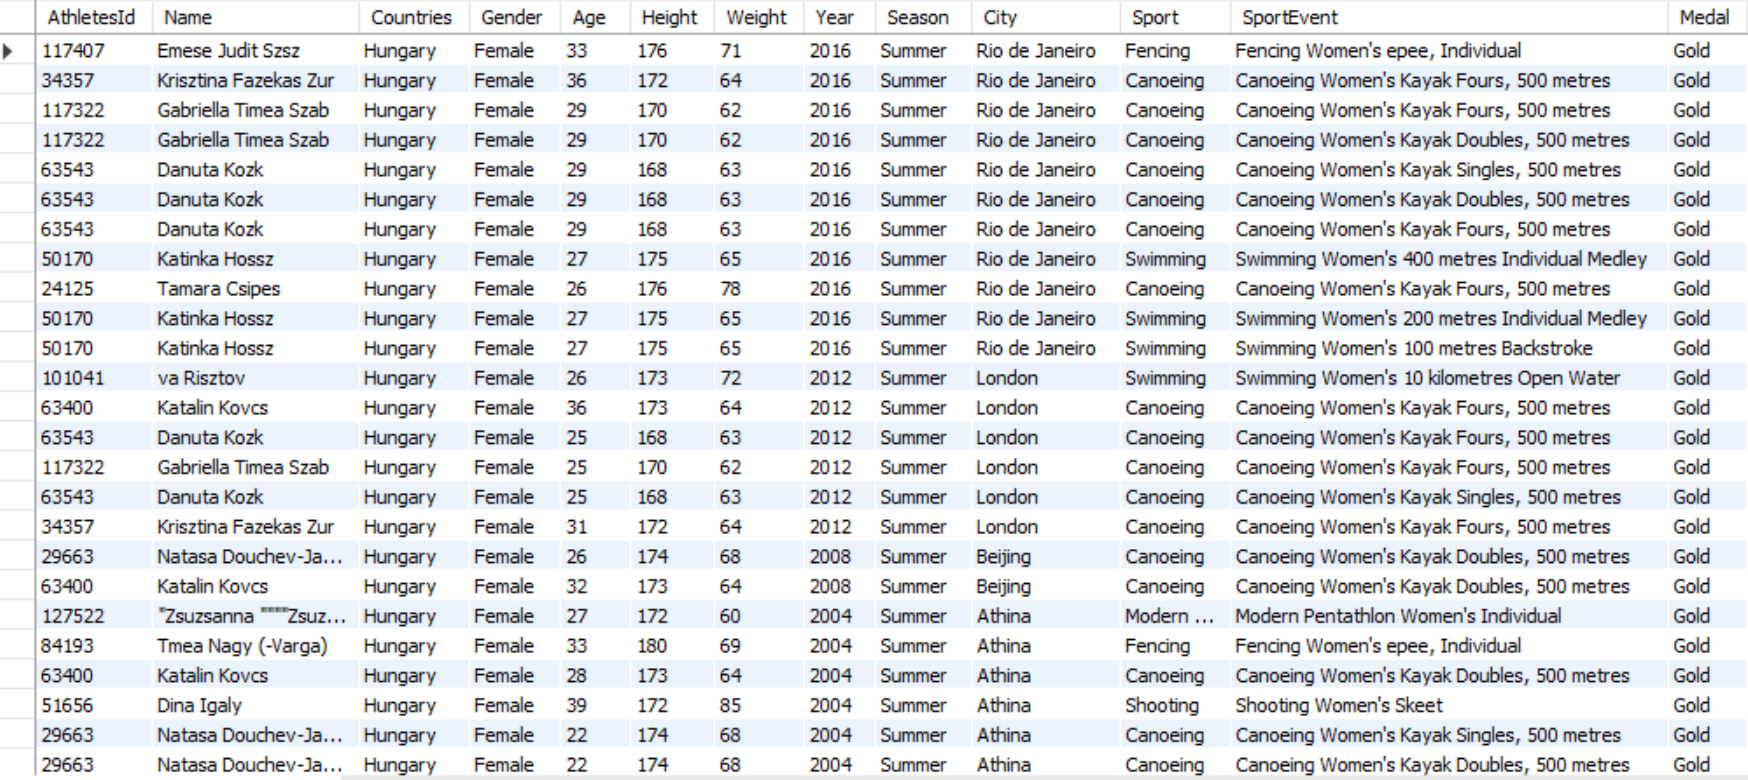 AthletesId Name Countries Gender Age Height Weight Year Season City Sport SportEvent Medal
117407 Emese Judit Szsz Hungary Female 33 176 71 2016 Summer Rio de Janeiro Fencing Fencing Women's epee, Individual Gold
34357 Krisztina Fazekas Zur Hungary Female 36 172 64 2016 Summer Rio de Janeiro Canoeing Canoeing Women's Kayak Fours, 500 metres Gold
117322 Gabriella Timea Szab Hungary Female 29 170 62 2016 Summer Rio de Janeiro Canoeing Canoeing Women's Kayak Fours, 500 metres Gold
117322 Gabriella Timea Szab Hungary Female 29 170 62 2016 Summer Rio de Janeiro Canoeing Canoeing Women's Kayak Doubles, 500 metres Gold
63543 Danuta Kozk Hungary Female 29 168 63 2016 Summer Rio de Janeiro Canoeing Canoeing Women's Kayak Singles, 500 metres Gold
63543 Danuta Kozk Hungary Female 29 168 63 2016 Summer Rio de Janeiro Canoeing Canoeing Women's Kayak Doubles, 500 metres Gold
63543 Danuta Kozk Hungary Female 29 168 63 2016 Summer Rio de Janeiro Canoeing Canoeing Women's Kayak Fours, 500 metres Gold
50170 Katinka Hossz Hungary Female 27 175 65 2016 Summer Rio de Janeiro Swimming Swimming Women's 400 metres Individual Medley Gold
24125 Tamara Csipes Hungary Female 26 176 78 2016 Summer Rio de Janeiro Canoeing Canoeing Women's Kayak Fours, 500 metres Gold
50170 Katinka Hossz Hungary Female 27 175 65 2016 Summer Rio de Janeiro Swimming Swimming Women's 200 metres Individual Medley Gold
50170 Katinka Hossz Hungary Female 27 175 65 2016 Summer Rio de Janeiro Swimming Swimming Women's 100 metres Backstroke Gold
101041 va Risztov Hungary Female 26 173 72 2012 Summer London Swimming Swimming Women's 10 kilometres Open Water Gold
63400 Katalin Kovcs Hungary Female 36 173 64 2012 Summer London Canoeing Canoeing Women's Kayak Fours, 500 metres Gold
63543 Danuta Kozk Hungary Female 25 168 63 2012 Summer London Canoeing Canoeing Women's Kayak Fours, 500 metres Gold
117322 Gabriella Timea Szab Hungary Female 25 170 62 2012 Summer London Canoeing Canoeing Women's Kayak Fours, 500 metres Gold
63543 Danuta Kozk Hungary Female 25 168 63 2012 Summer London Canoeing Canoeing Women's Kayak Singles, 500 metres Gold
34357 Krisztina Fazekas Zur Hungary Female 31 172 64 2012 Summer London Canoeing Canoeing Women's Kayak Fours, 500 metres Gold
29663 Natasa Douchev-Ja... Hungary Female 26 174 68 2008 Summer Beijing Canoeing Canoeing Women's Kayak Doubles, 500 metres Gold
63400 Katalin Kovcs Hungary Female 32 173 64 2008 Summer Beijing Canoeing Canoeing Women's Kayak Doubles, 500 metres Gold
127522 "Zsuzsanna """"Zsuz... Hungary Female 27 172 60 2004 Summer Athina Modern ... Modern Pentathlon Women's Individual Gold
84193 Tmea Nagy (-Varga) Hungary Female 33 180 69 2004 Summer Athina Fencing Fencing Women's epee, Individual Gold
63400 Katalin Kovcs Hungary Female 28 173 64 2004 Summer Athina Canoeing Canoeing Women's Kayak Doubles, 500 metres Gold
51656 Dina Igaly Hungary Female 39 172 85 2004 Summer Athina Shooting Shooting Women's Skeet Gold
29663 Natasa Douchev-Ja... Hungary Female 22 174 68 2004 Summer Athina Canoeing Canoeing Women's Kayak Singles, 500 metres Gold
29663 Natasa Douchev-Ja... Hungary Female 22 174 68 2004 Summer Athina Canoeing Canoeing Women's Kayak Doubles, 500 metres Gold